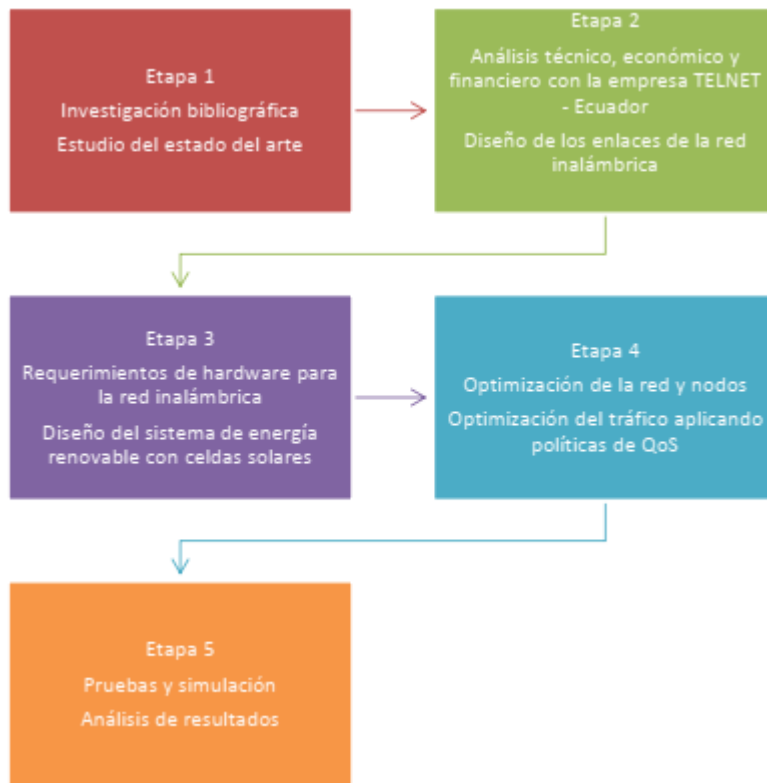 Etapa 1
Investigación bibliográfica
Estudio del estado del arte
Etapa 2
Análisis técnico, económico y
financiero con la empresa TELNET
- Ecuador
Diseño de los enlaces de la red
inalámbrica
Etapa 3
Requerimientos de hardware para
la red inalámbrica
Diseño del sistema de energía
renovable con celdas solares
Etapa 4
Optimización de la red y nodos
Optimización del tráfico aplicando
políticas de QoS
Etapa 5
Pruebas y simulación
Análisis de resultados